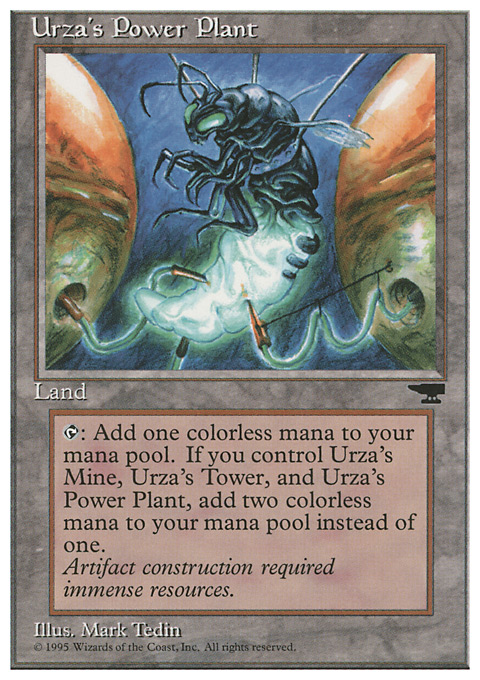 Urza's Power Plant
Land
: Add one colorless mana to your
mana pool. If you control Urza's
Mine, Urza's Tower, and Urza's
Power Plant, add two colorless
mana to your mana pool instead of
one.
Artifact construction required
immense resources.
Illus. Mark Tedin
© 1995 Wizards of the Coast, Inc. All rights reserved.